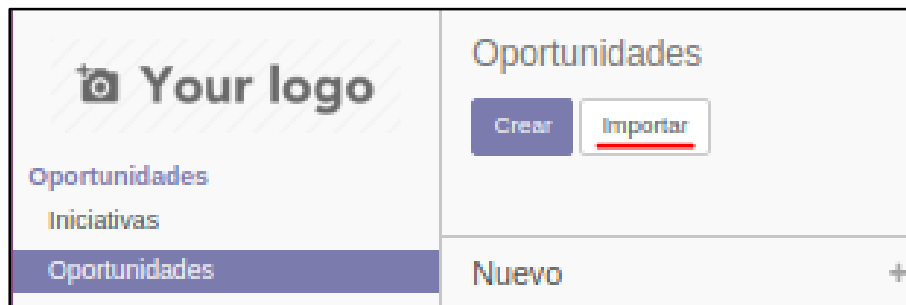 Your logo
Oportunidades
Iniciativas
Oportunidades
Oportunidades
Crear
Importar
Nuevo
+